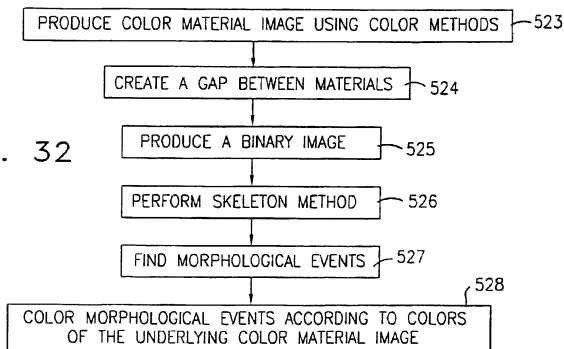 PRODUCE COLOR MATERIAL IMAGE USING COLOR METHODS 523
CREATE A GAP BETWEEN MATERIALS 524
. 32
PRODUCE A BINARY IMAGE 525
PERFORM SKELETON METHOD 526
FIND MORPHOLOGICAL EVENTS 527
528
COLOR MORPHOLOGICAL EVENTS ACCORDING TO COLORS
OF THE UNDERLYING COLOR MATERIAL IMAGE